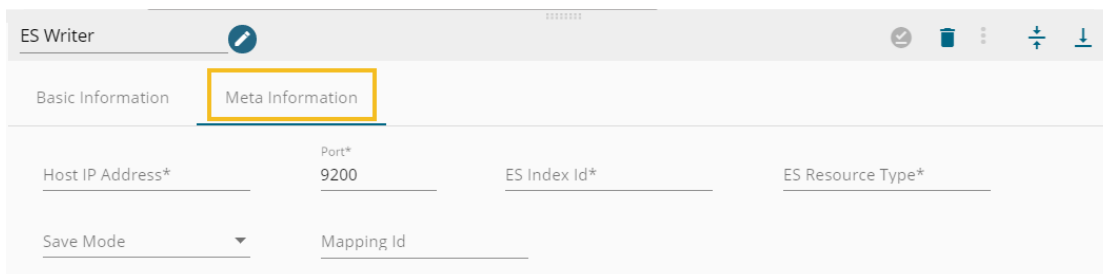 ES Writer
Basic Information Meta Information
Port*
Host IP Address* 9200 ES Index Id* ES Resource Type*
Save Mode Mapping Id